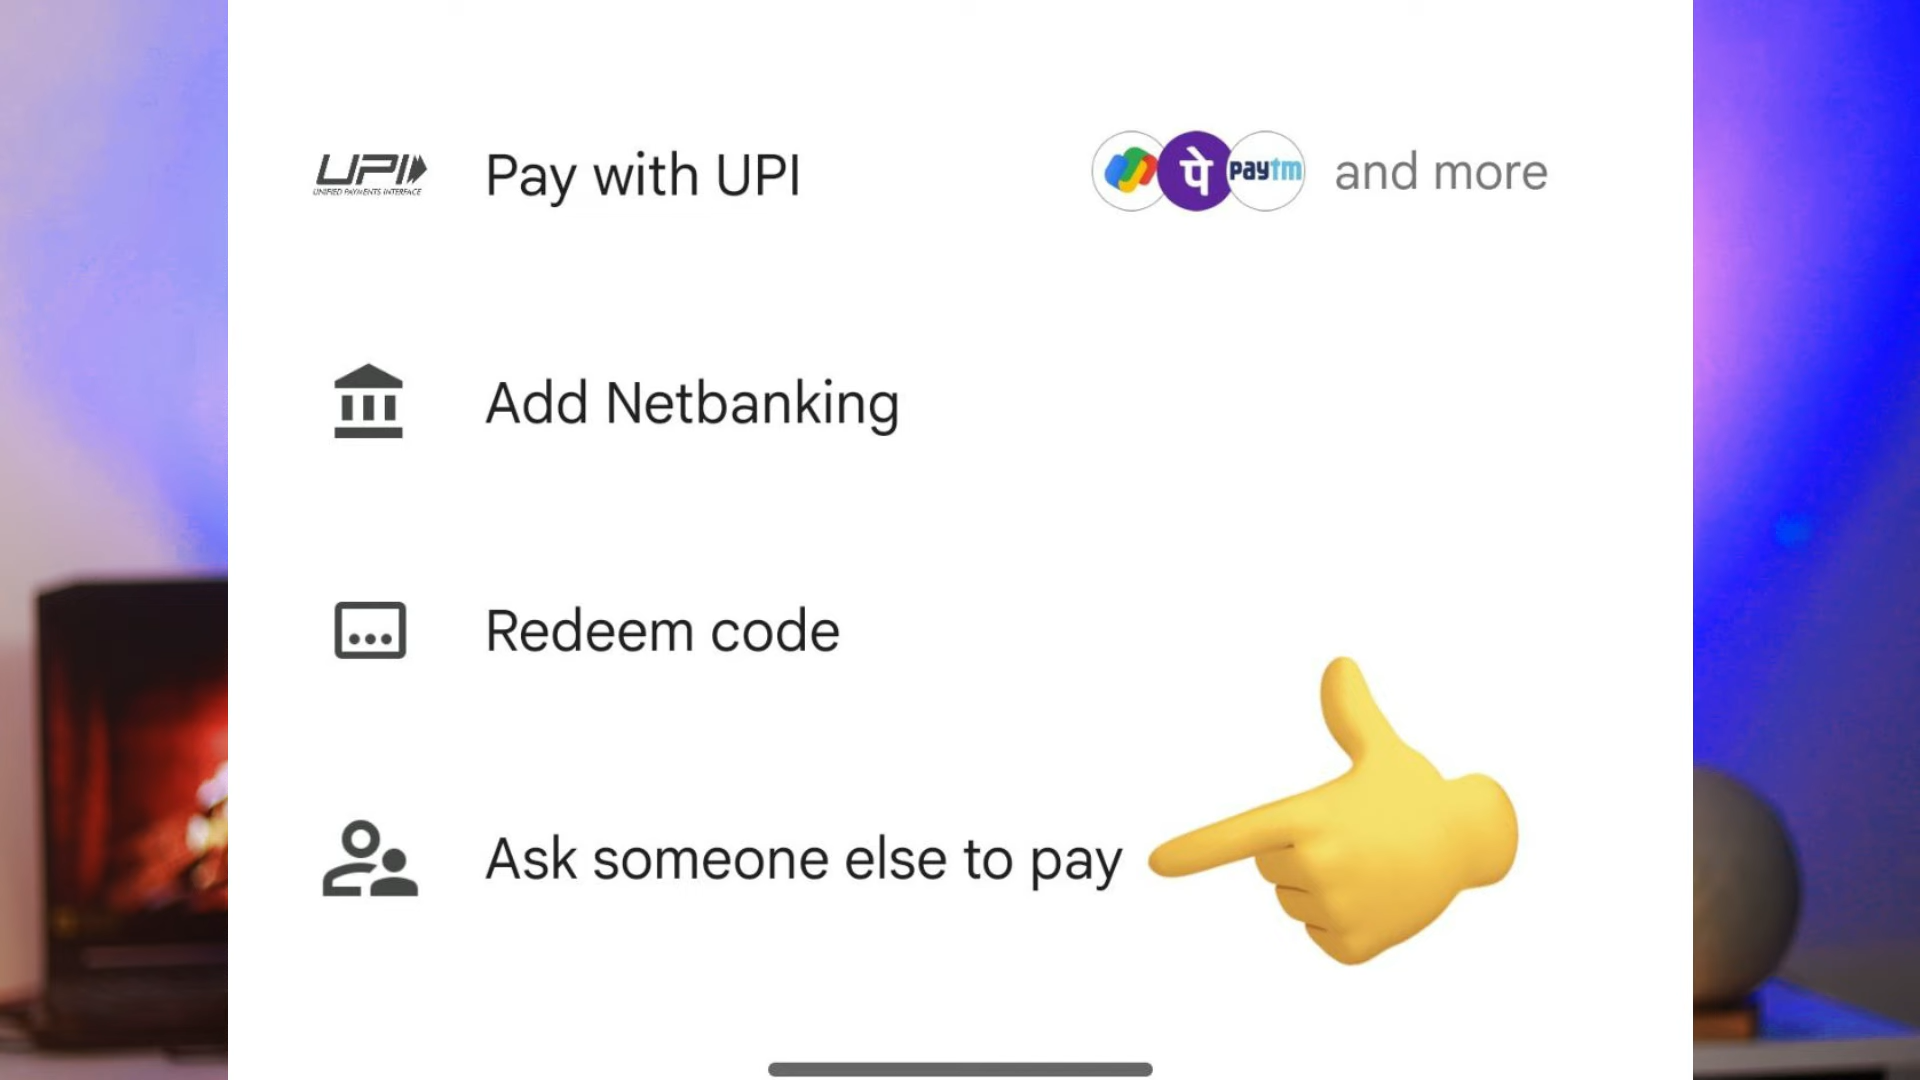 UPI
UNIFIED PAYMENTS INTERFACE
Pay with UPI
पे paytm and more
Add Netbanking
Redeem code
Ask someone else to pay